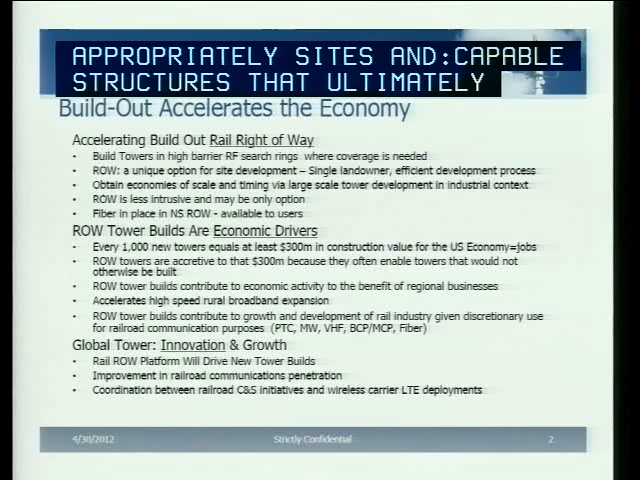 APPROPRIATELY SITES AND:CAPABLE
STRUCTURES THAT ULTIMATELY
Build-Out Accelerates the Economy
Accelerating Build Out Rail Right of Way
• Build Towers in high barrier RF search rings where coverage is needed
• ROW: a unique option for site development – Single landowner, efficient development process
• Obtain economies of scale and timing via large scale tower development in industrial context
• ROW is less intrusive and may be only option
• Fiber in place in NS ROW - available to users
ROW Tower Builds Are Economic Drivers
• Every 1,000 new towers equals at least $300m in construction value for the US Economy=jobs
• ROW towers are accretive to that $300m because they often enable towers that would not
otherwise be built
• ROW tower builds contribute to economic activity to the benefit of regional businesses
• Accelerates high speed rural broadband expansion
• ROW tower builds contribute to growth and development of rail industry given discretionary use
for railroad communication purposes (PTC, MW, VHF, BCP/MCP, Fiber)
Global Tower: Innovation & Growth
• Rail ROW Platform Will Drive New Tower Builds
• Improvement in railroad communications penetration
• Coordination between railroad C&S initiatives and wireless carrier LTE deployments
4/30/2012 Strictly Confidential 2